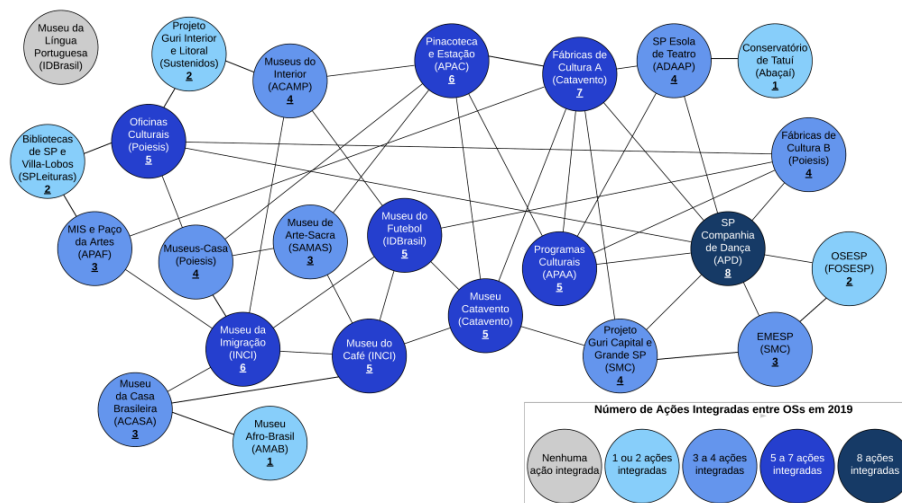 Museu da
Língua
Portuguesa
(IDBrasil)
Projeto
Guri Interior
e Litoral
(Sustenidos)
2
Museus do
Interior
(ACAMP)
4
Pinacoteca
e Estação
(APAC)
6
Fábricas de
Cultura A
(Catavento)
7
SP Esola
de Teatro
(ADAAP)
4
Conservatório
de Tatuí
(Abaçaí)
1
Oficinas
Culturais
(Poiesis)
5
Bibliotecas
de SP e
Villa-Lobos
(SPLeituras)
2
Fábricas de
Cultura B
(Poiesis)
4
MIS e Paço
da Artes
(APAF)
3
Museus-Casa
(Poiesis)
4
Museu de
Arte-Sacra
(SAMAS)
3
Museu do
Futebol
(IDBrasil)
5
Programas
Culturais
(APAA)
5
SP
Companhia
de Dança
(APD)
8
OSESP
(FOSESP)
2
Museu
Catavento
(Catavento)
5
Museu da
Imigração
(INCI)
6
Museu do
Café (INCI)
5
Projeto
Guri Capital e
Grande SP
(SMC)
4
EMESP
(SMC)
3
Museu
da Casa
Brasileira
(ACASA)
3
Museu
Afro-Brasil
(AMAB)
1
Número de Ações Integradas entre OSs em 2019
Nenhuma
ação integrada
1 ou 2 ações
integradas
3 a 4 ações
integradas
5 a 7 ações
integradas
8 ações
integradas